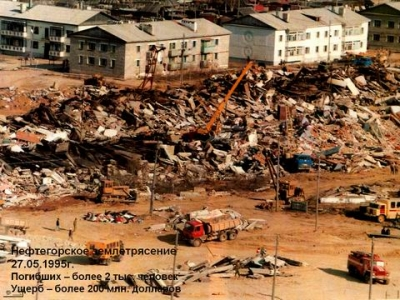 Нефтегорское землетрясение
27.05.1995г.
Погибших – более 2 тыс. человек
Ущерб – более 200 млн. долларов